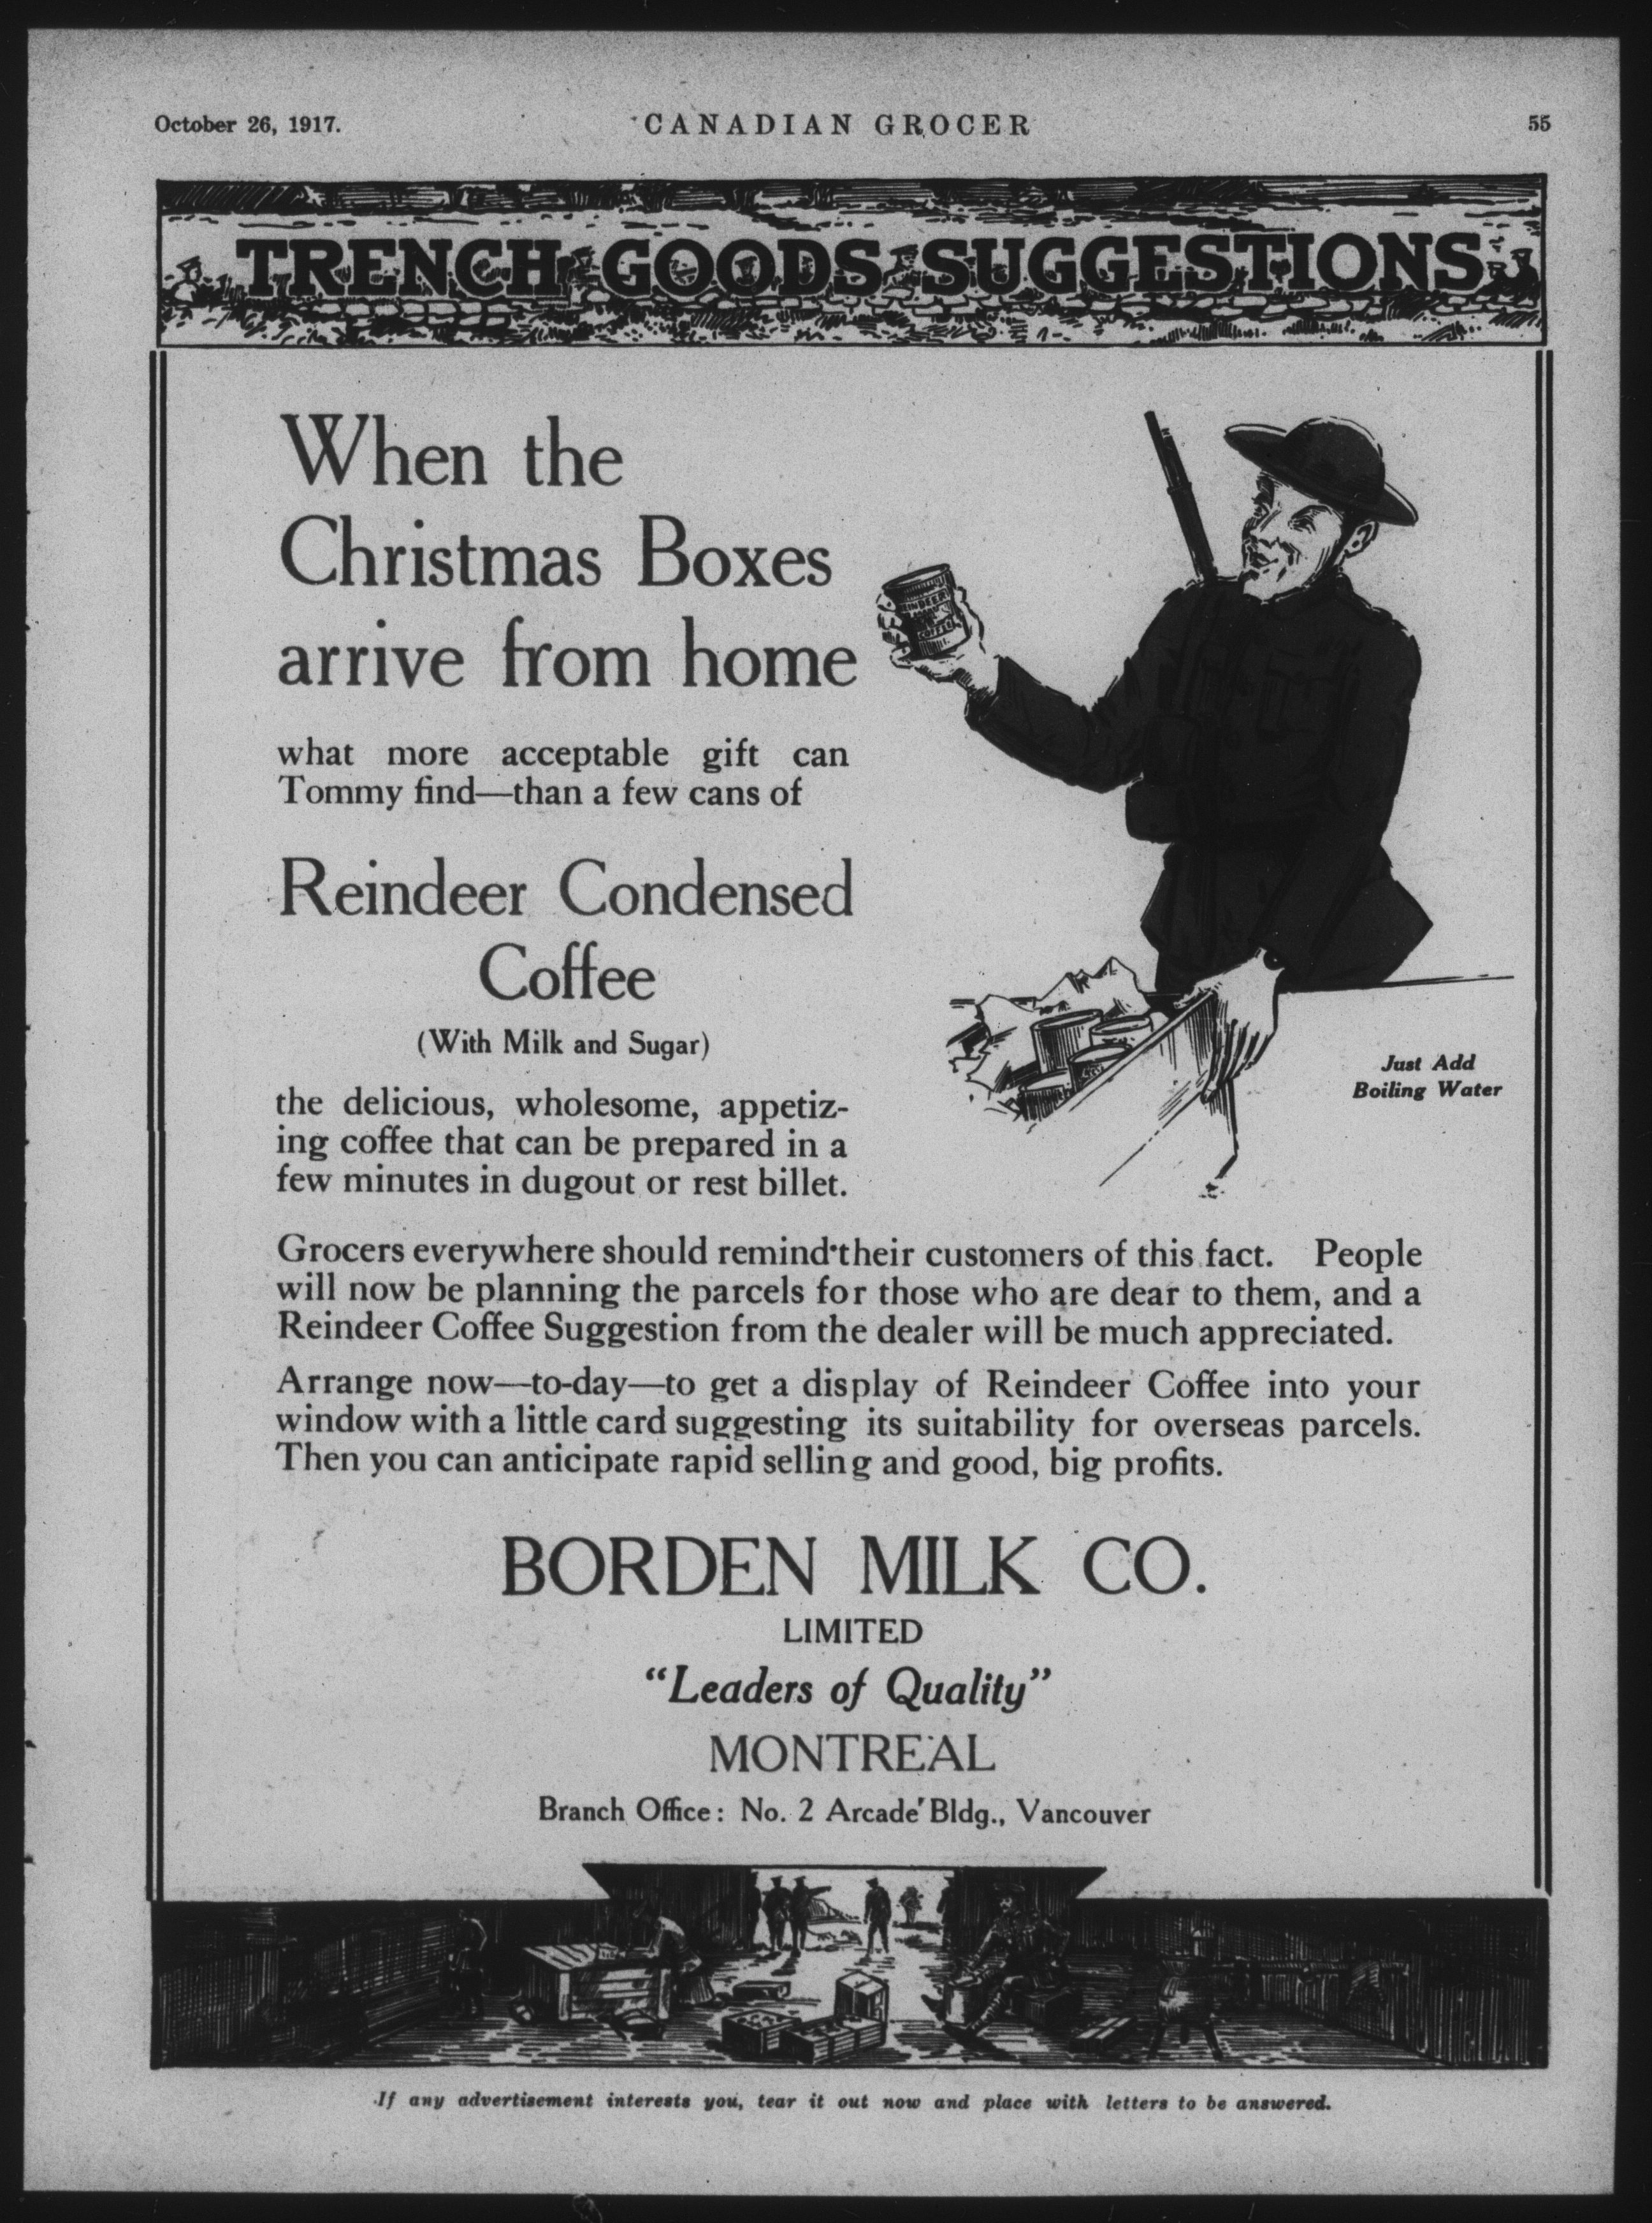 October 26, 1917.
CANADIAN GROCER
55
TRENCH GOODS SUGGESTIONS
When the
Christmas Boxes
arrive from home
what more acceptable gift can
Tommy find—than a few cans of
Reindeer Condensed
Coffee
(With Milk and Sugar)
the delicious, wholesome, appetiz-
ing coffee that can be prepared in a
few minutes in dugout or rest billet.
COFFEE
Just Add
Boiling Water
Grocers everywhere should remind their customers of this fact. People
will now be planning the parcels for those who are dear to them, and a
Reindeer Coffee Suggestion from the dealer will be much appreciated.
Arrange now—to-day—to get a display of Reindeer Coffee into your
window with a little card suggesting its suitability for overseas parcels.
Then you can anticipate rapid selling and good, big profits.
BORDEN MILK CO.
LIMITED
"Leaders of Quality"
MONTREAL
Branch Office: No. 2 Arcade Bldg., Vancouver
If any advertisement interests you, tear it out now and place with letters to be answered.